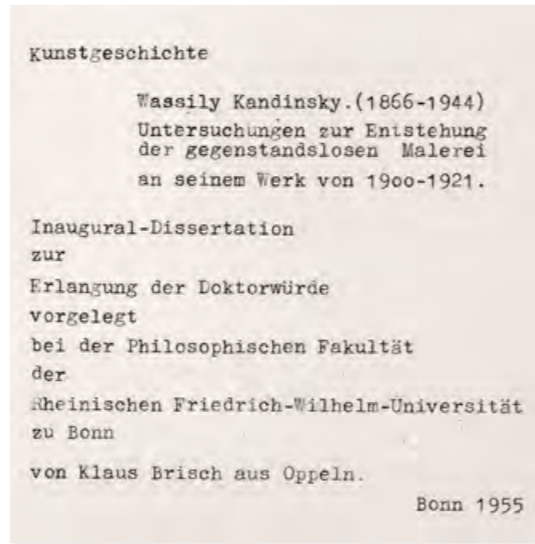 Kunstgeschichte
Wassily Kandinsky.(1866-1944)
Untersuchungen zur Entstehung
der gegenstandslosen Malerei
an seinem Werk von 19oo-1921.
Inaugural-Dissertation
zur
Erlangung der Doktorwürde
vorgelegt
bei der Philosophischen Fakultät
der
Rheinischen Friedrich-Wilhelm-Universität
zu Bonn
von Klaus Brisch aus Oppeln.
Bonn 1955